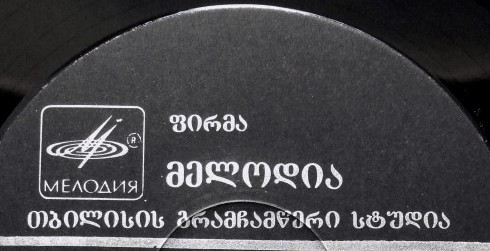 ფირმა
® 
МЕЛОДИЯ
მელოდია
თბილისის გრამჩამწერი სტუდია